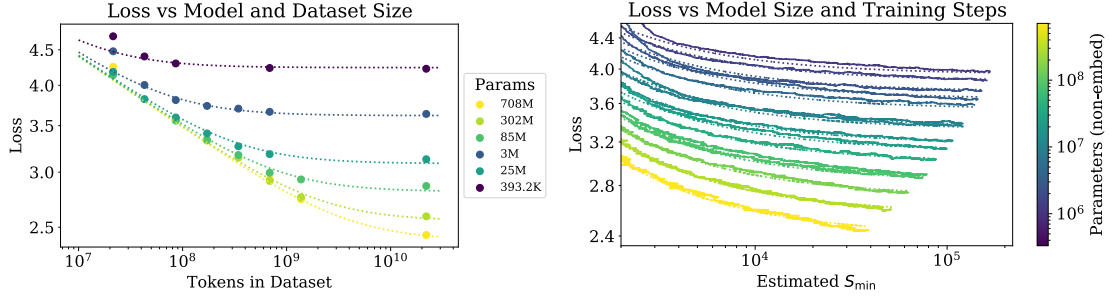 Loss vs Model and Dataset Size
Loss
4.5
4.0
3.5
3.0
2.5
10^7
10^8
10^9
10^10
Tokens in Dataset
Params
708M
302M
85M
3M
25M
393.2K
Loss vs Model Size and Training Steps
Loss
4.4
4.0
3.6
3.2
2.8
2.4
10^4
10^5
Estimated S_min
10^8
10^7
10^6
Parameters (non-embed)